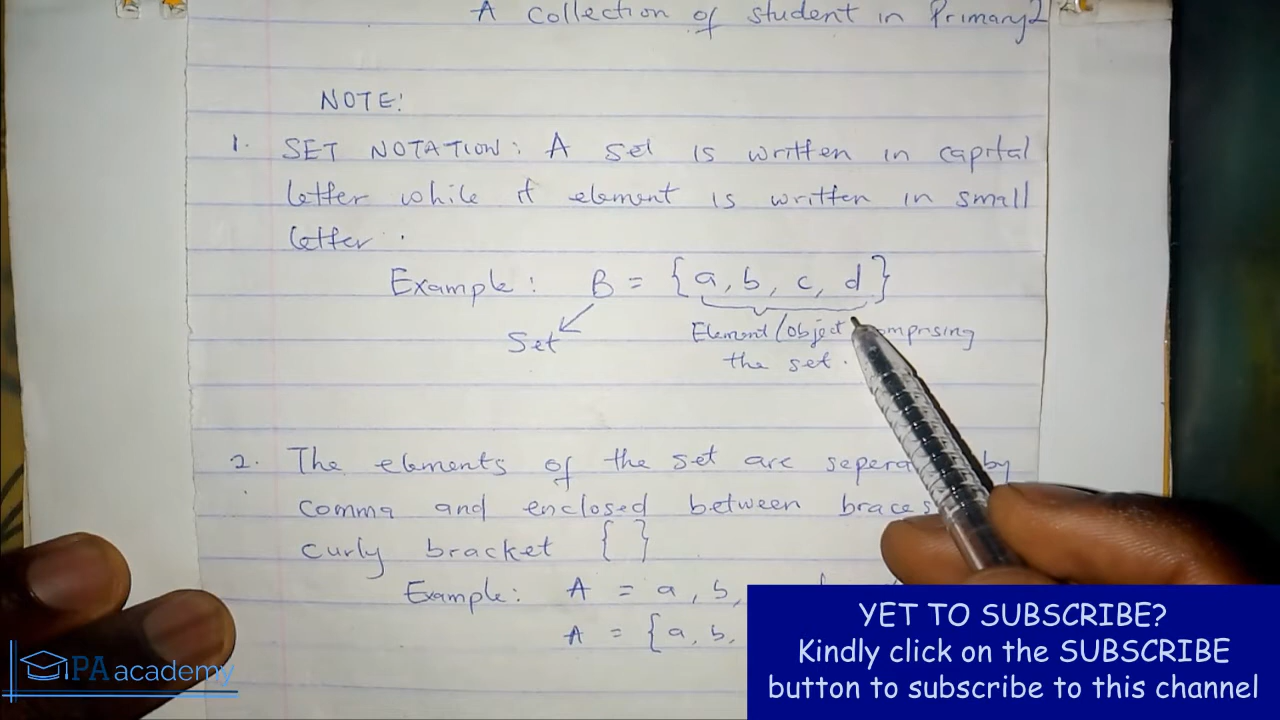 A collection of student in Primary2
NOTE:
1. SET NOTATION: A set is written in capital
letter while it element is written in small
letter.
Example: B = {a, b, c, d}
Set
Element/object comprising
the set.
2. The elements of the set are by
comma and enclosed between braces
curly bracket { }
Example: A = a, b,
A = {a, b,
PA academy
YET TO SUBSCRIBE?
Kindly click on the SUBSCRIBE
button to subscribe to this channel